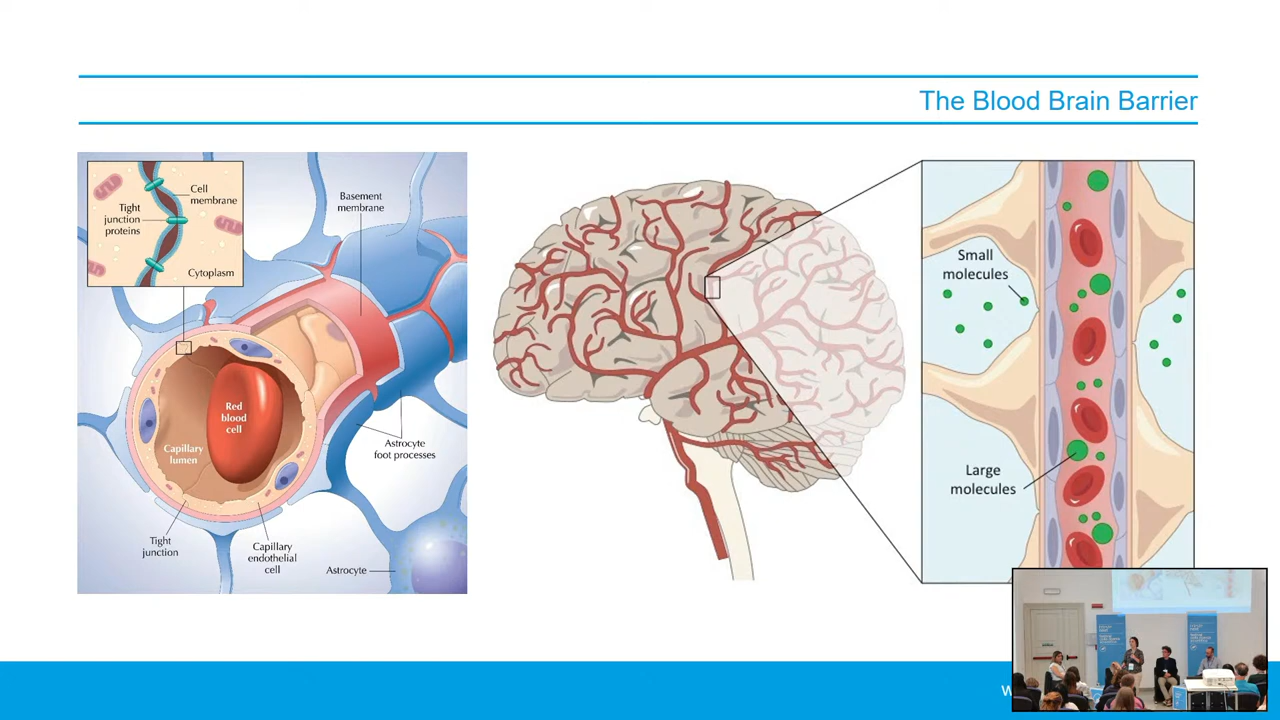 The Blood Brain Barrier
Cell
membrane
Tight
junction
proteins
Cytoplasm
Basement
membrane
Red
blood
cell
Capillary
lumen
Astrocyte
foot processes
Tight
junction
Capillary
endothelial
cell
Astrocyte
Small
molecules
Large
molecules